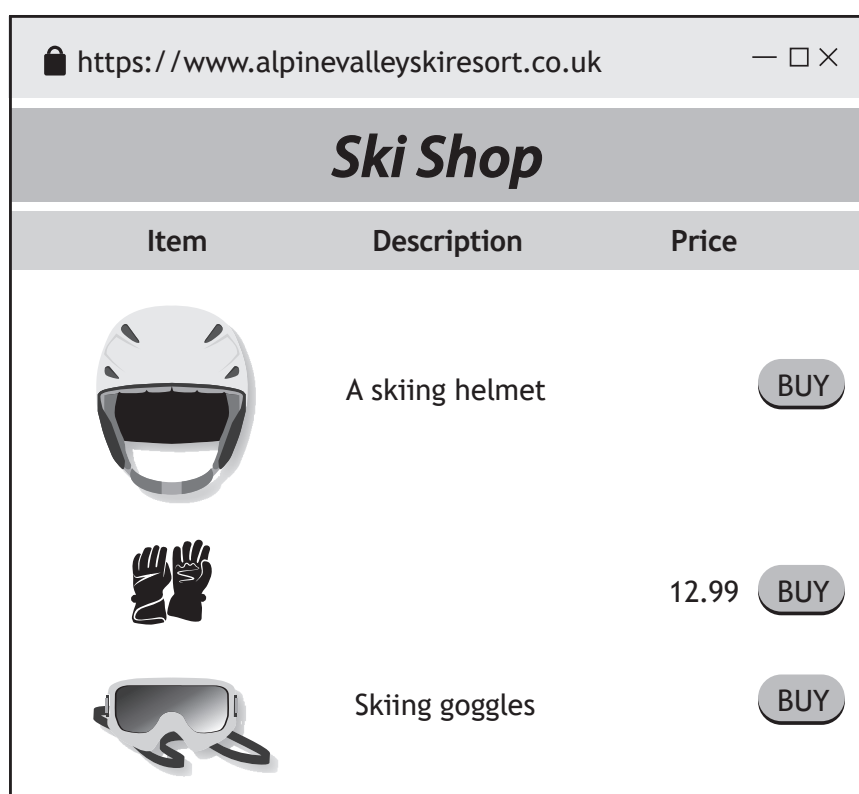 https://www.alpinevalleyskiresort.co.uk
Ski Shop
Item Description Price
A skiing helmet BUY
12.99 BUY
Skiing goggles BUY